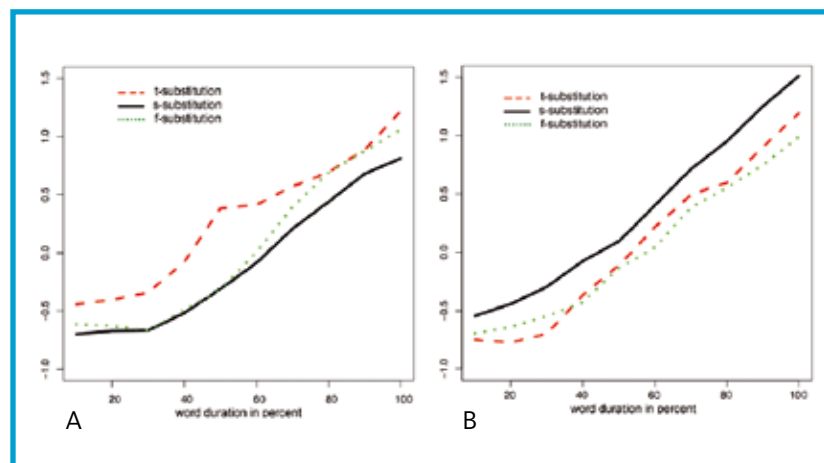 t-substitution
s-substitution
f-substitution
1.5
1.0
0.5
0.0
-0.5
-1.0
20 40 60 80 100
word duration in percent
A
t-substitution
s-substitution
f-substitution
1.5
1.0
0.5
0.0
-0.5
-1.0
20 40 60 80 100
word duration in percent
B